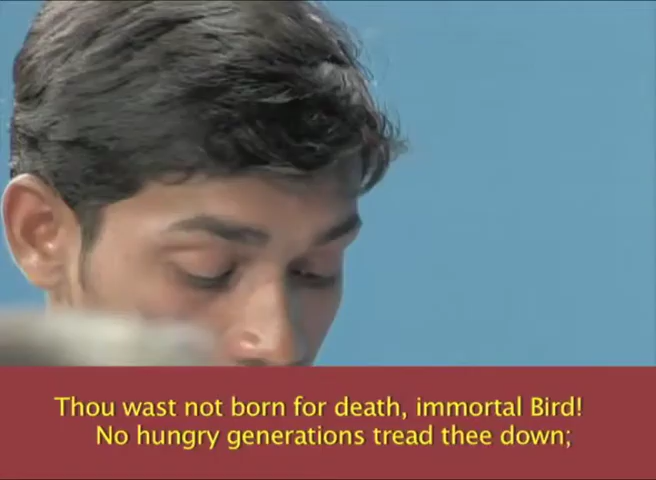 Thou wast not born for death, immortal Bird!
No hungry generations tread thee down;